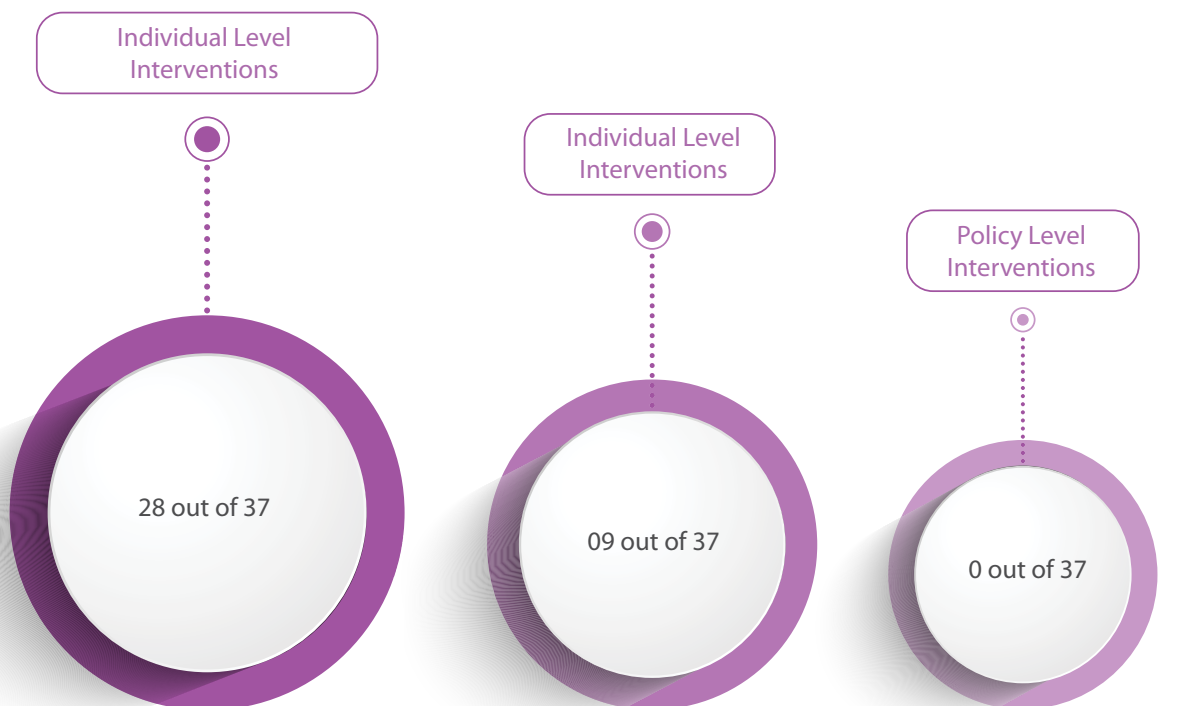 Individual Level
Interventions
28 out of 37
Individual Level
Interventions
09 out of 37
Policy Level
Interventions
0 out of 37